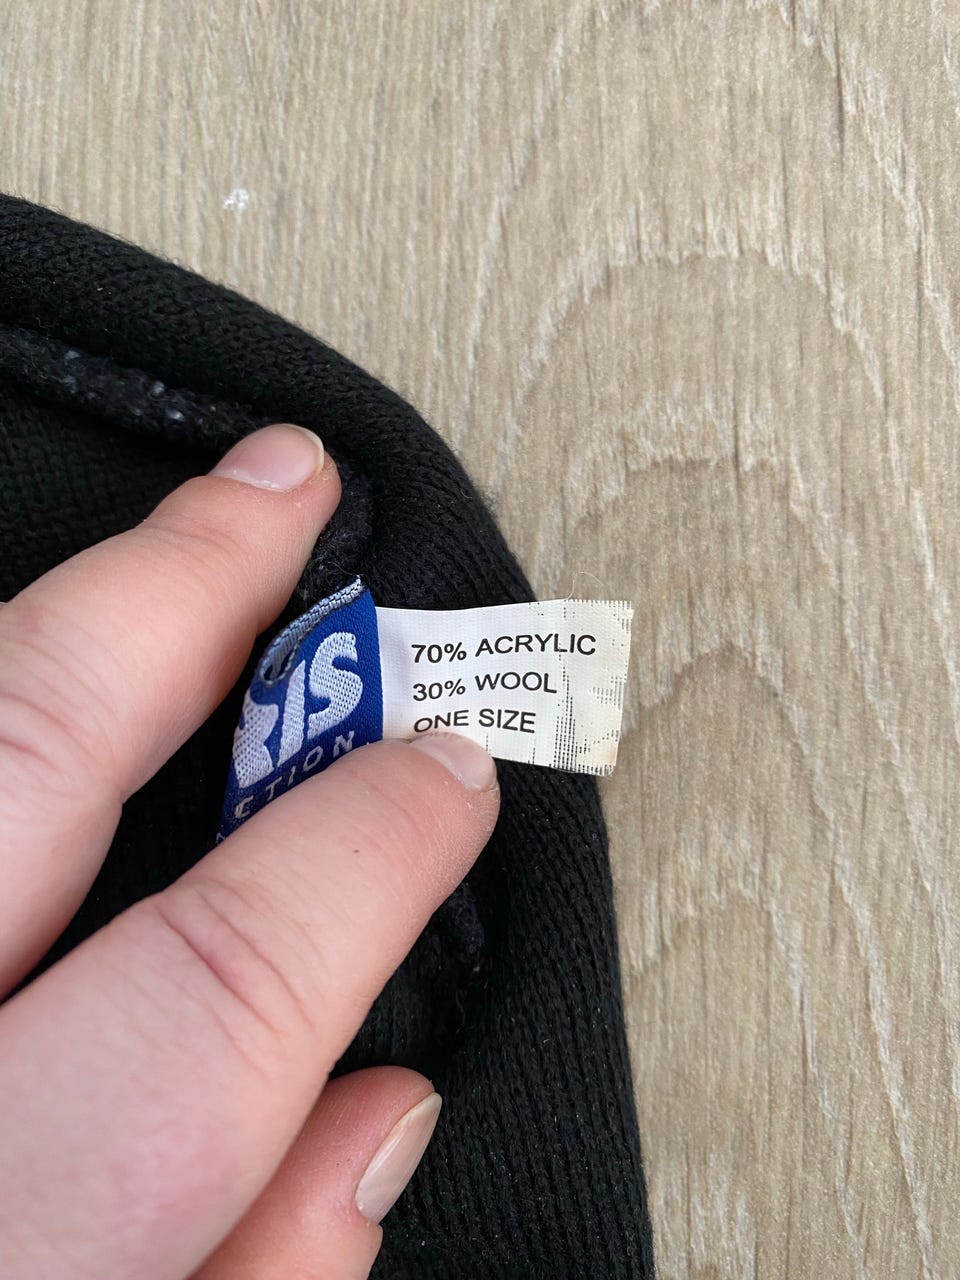 RIS
ECTION
70% ACRYLIC
30% WOOL
ONE SIZE